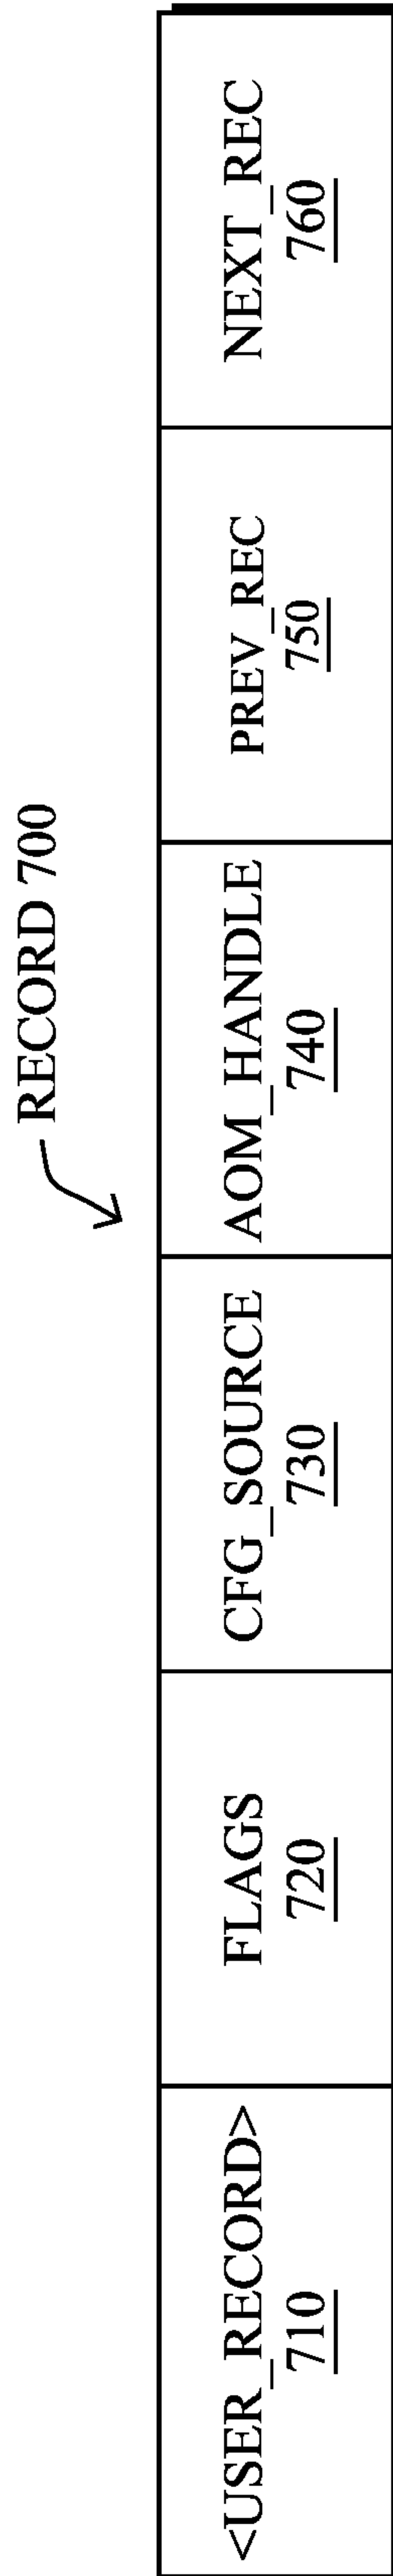 RECORD 700
<USER_RECORD>
710
FLAGS
720
CFG_SOURCE
730
AOM_HANDLE
740
PREV_REC
750
NEXT_REC
760